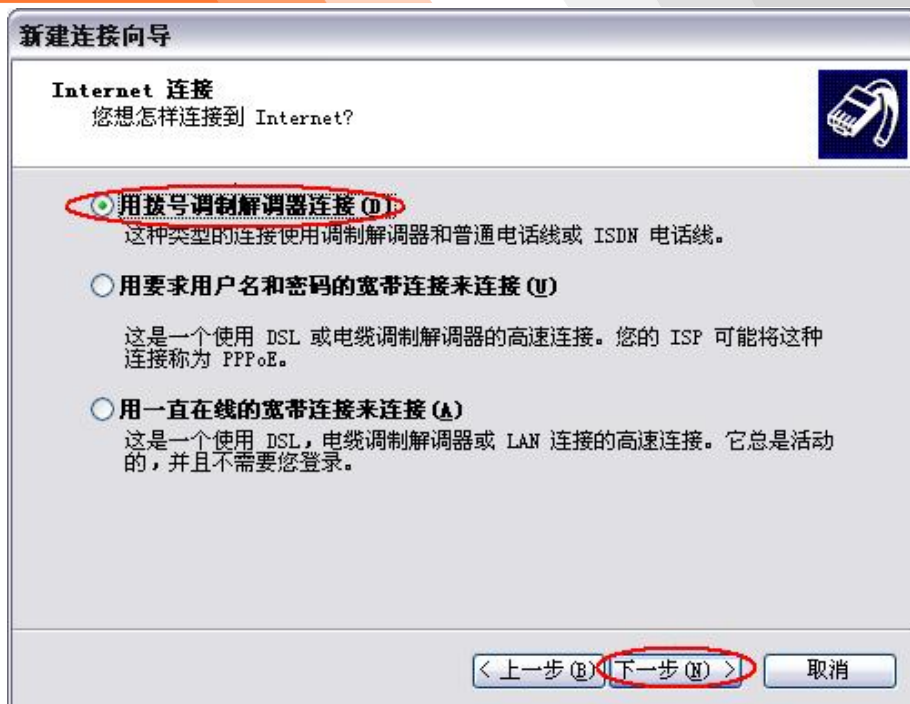 新建连接向导
Internet 连接
您想怎样连接到 Internet?
用拨号调制解调器连接(D)
这种类型的连接使用调制解调器和普通电话线或 ISDN 电话线。
用要求用户名和密码的宽带连接来连接(U)
这是一个使用 DSL 或电缆调制解调器的高速连接。您的 ISP 可能将这种
连接称为 PPPoE。
用一直在线的宽带连接来连接(A)
这是一个使用 DSL，电缆调制解调器或 LAN 连接的高速连接。它总是活动
的，并且不需要您登录。
< 上一步(B) 下一步(N) > 取消